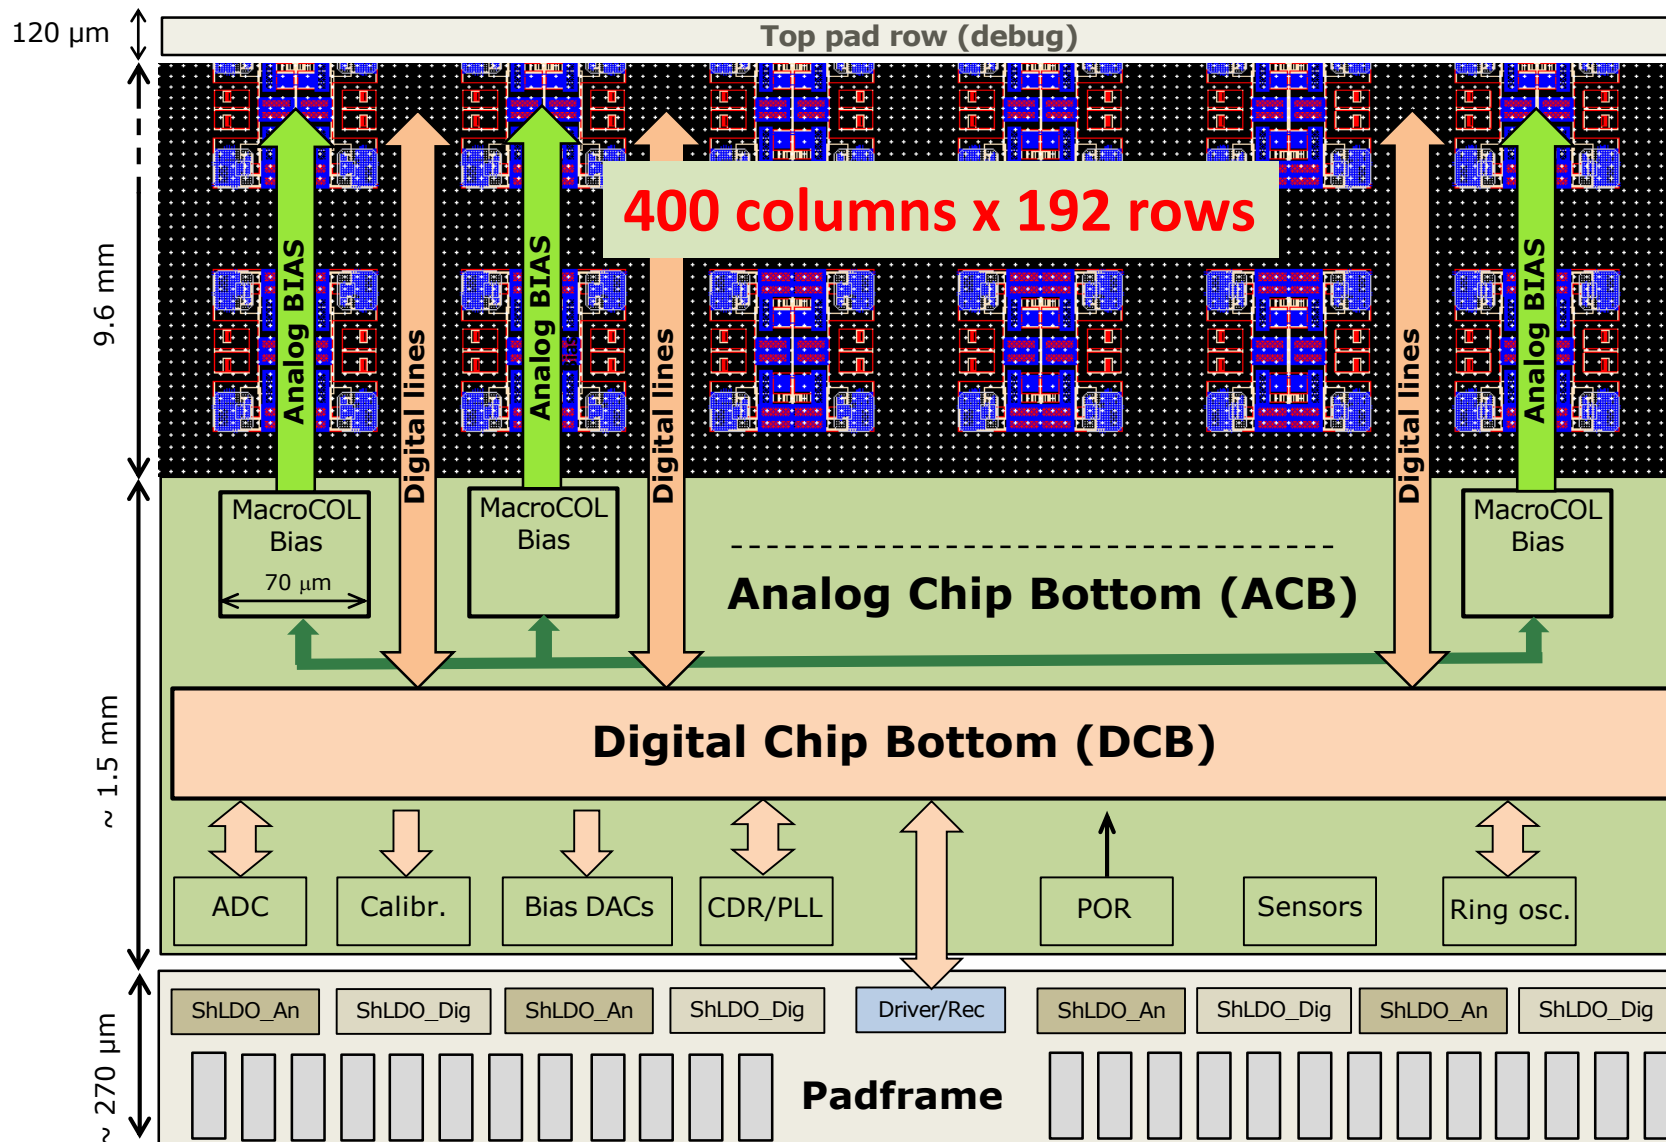 120 µm
Top pad row (debug)
400 columns x 192 rows
9.6 mm
Analog BIAS
Digital lines
Analog BIAS
Bias
Digital lines
Digital lines
Analog BIAS
MacroCOL
Bias
70 µm
MacroCOL
Bias
MacroCOL
Bias
Analog Chip Bottom (ACB)
~ 1.5 mm
Digital Chip Bottom (DCB)
ADC
Calibr.
Bias DACs
CDR/PLL
POR
Sensors
Ring osc.
~ 270 µm
ShLDO_An
ShLDO_Dig
ShLDO_An
ShLDO_Dig
Driver/Rec
ShLDO_An
ShLDO_Dig
ShLDO_An
ShLDO_Dig
Padframe